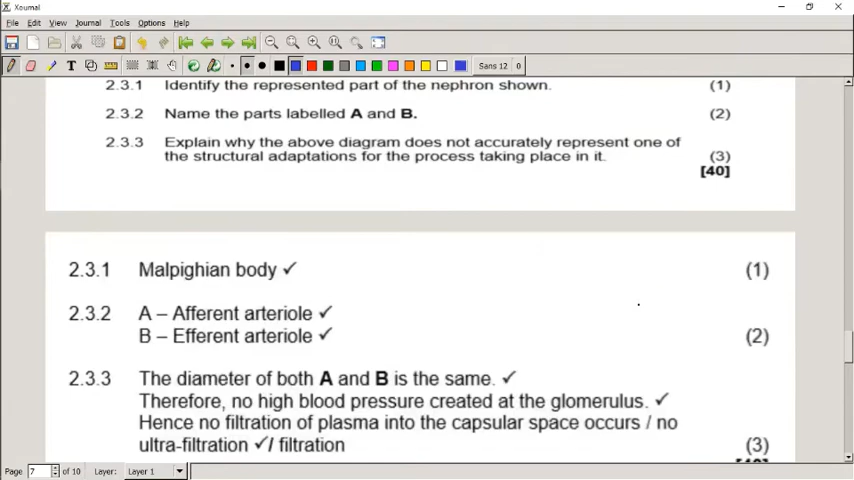 Xournal
File Edit View Journal Tools Options Help
Sans 12 0
2.3.1 Identify the represented part of the nephron shown. (1)
2.3.2 Name the parts labelled A and B. (2)
2.3.3 Explain why the above diagram does not accurately represent one of
the structural adaptations for the process taking place in it. (3)
[40]
2.3.1 Malpighian body ✓ (1)
2.3.2 A – Afferent arteriole ✓
B – Efferent arteriole ✓ (2)
2.3.3 The diameter of both A and B is the same. ✓
Therefore, no high blood pressure created at the glomerulus. ✓
Hence no filtration of plasma into the capsular space occurs / no
ultra-filtration ✓/ filtration (3)
Page 7 of 10 Layer: Layer 1